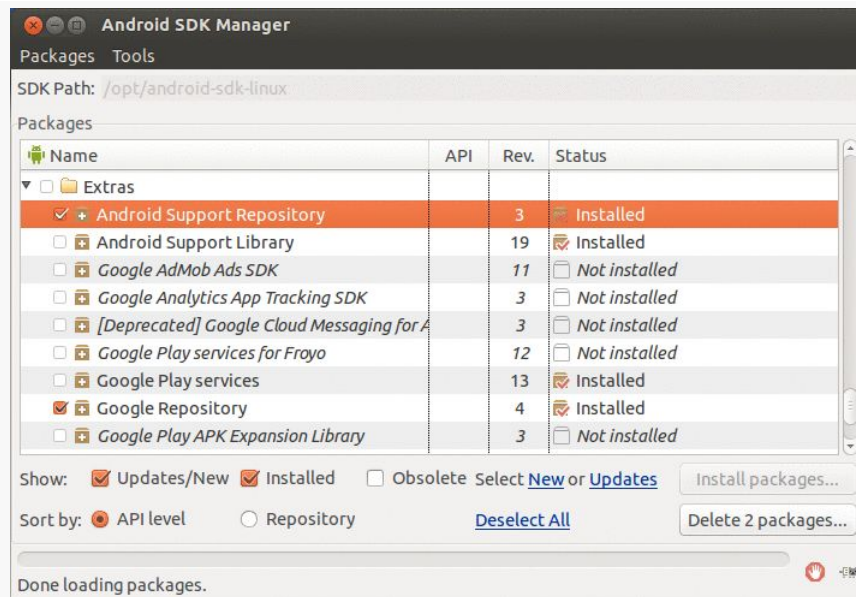 Android SDK Manager
Packages Tools
SDK Path: /opt/android-sdk-linux
Packages
Name API Rev. Status
Extras
Android Support Repository 3 Installed
Android Support Library 19 Installed
Google AdMob Ads SDK 11 Not installed
Google Analytics App Tracking SDK 3 Not installed
[Deprecated] Google Cloud Messaging for A 3 Not installed
Google Play services for Froyo 12 Not installed
Google Play services 13 Installed
Google Repository 4 Installed
Google Play APK Expansion Library 3 Not installed
Show: Updates/New Installed Obsolete Select New or Updates Install packages...
Sort by: API level Repository Deselect All Delete 2 packages...
Done loading packages.